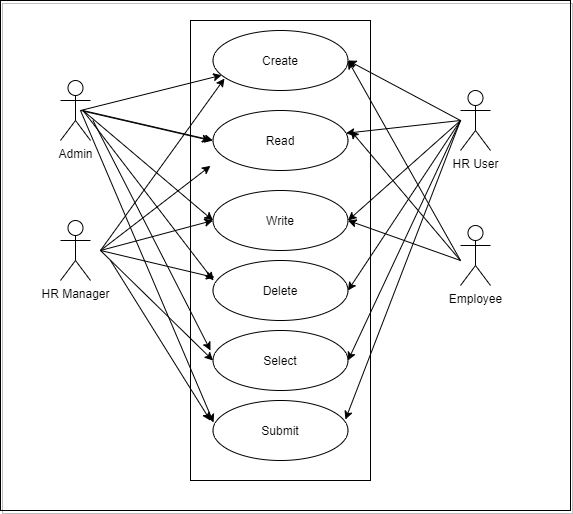 Create
Admin
Read
HR User
HR Manager
Write
Employee
Delete
Select
Submit